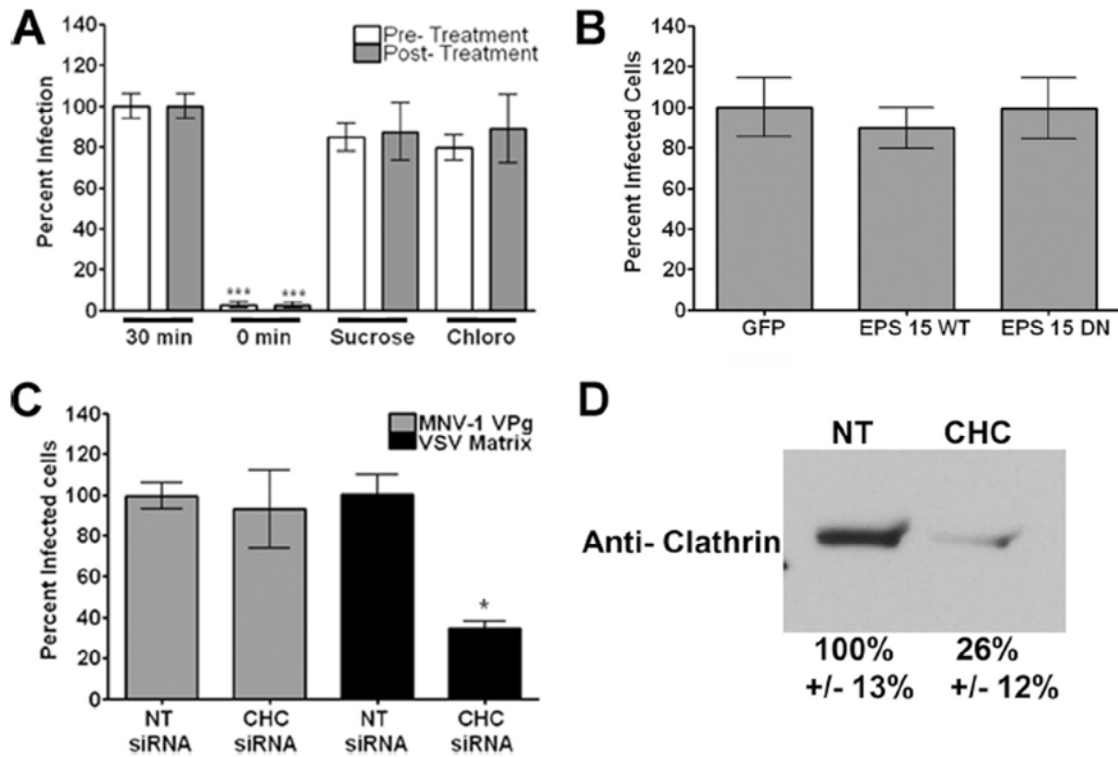 A
Percent Infection
140
120
100
80
60
40
20
0
Pre- Treatment
Post- Treatment
*** ***
30 min 0 min Sucrose Chloro
B
Percent Infected Cells
140
120
100
80
60
40
20
0
GFP EPS 15 WT EPS 15 DN
C
Percent Infected cells
140
120
100
80
60
40
20
0
MNV-1 VPg
VSV Matrix
*
NT CHC NT CHC
siRNA siRNA siRNA siRNA
D
NT CHC
Anti- Clathrin
100% 26%
+/- 13% +/- 12%